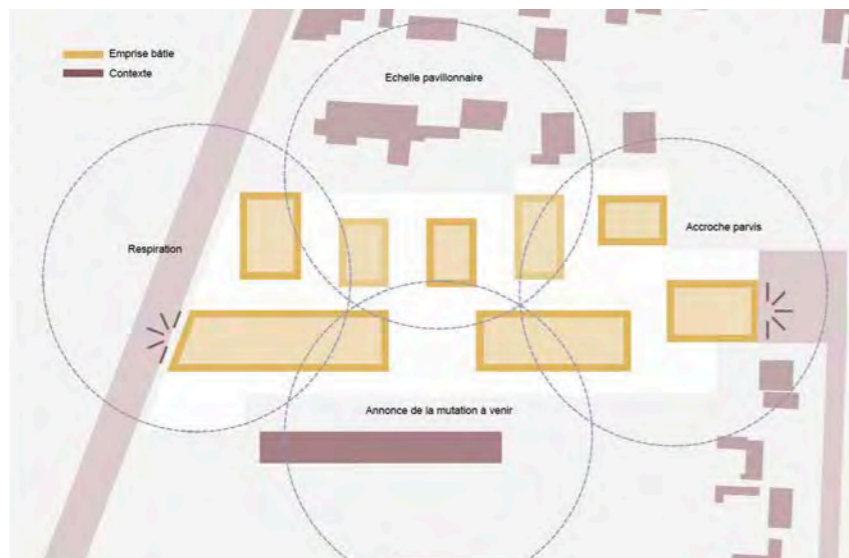 Emprise bâtie
Contexte
Echelle pavillonnaire
Respiration
Accroche parvis
Annonce de la mutation à venir